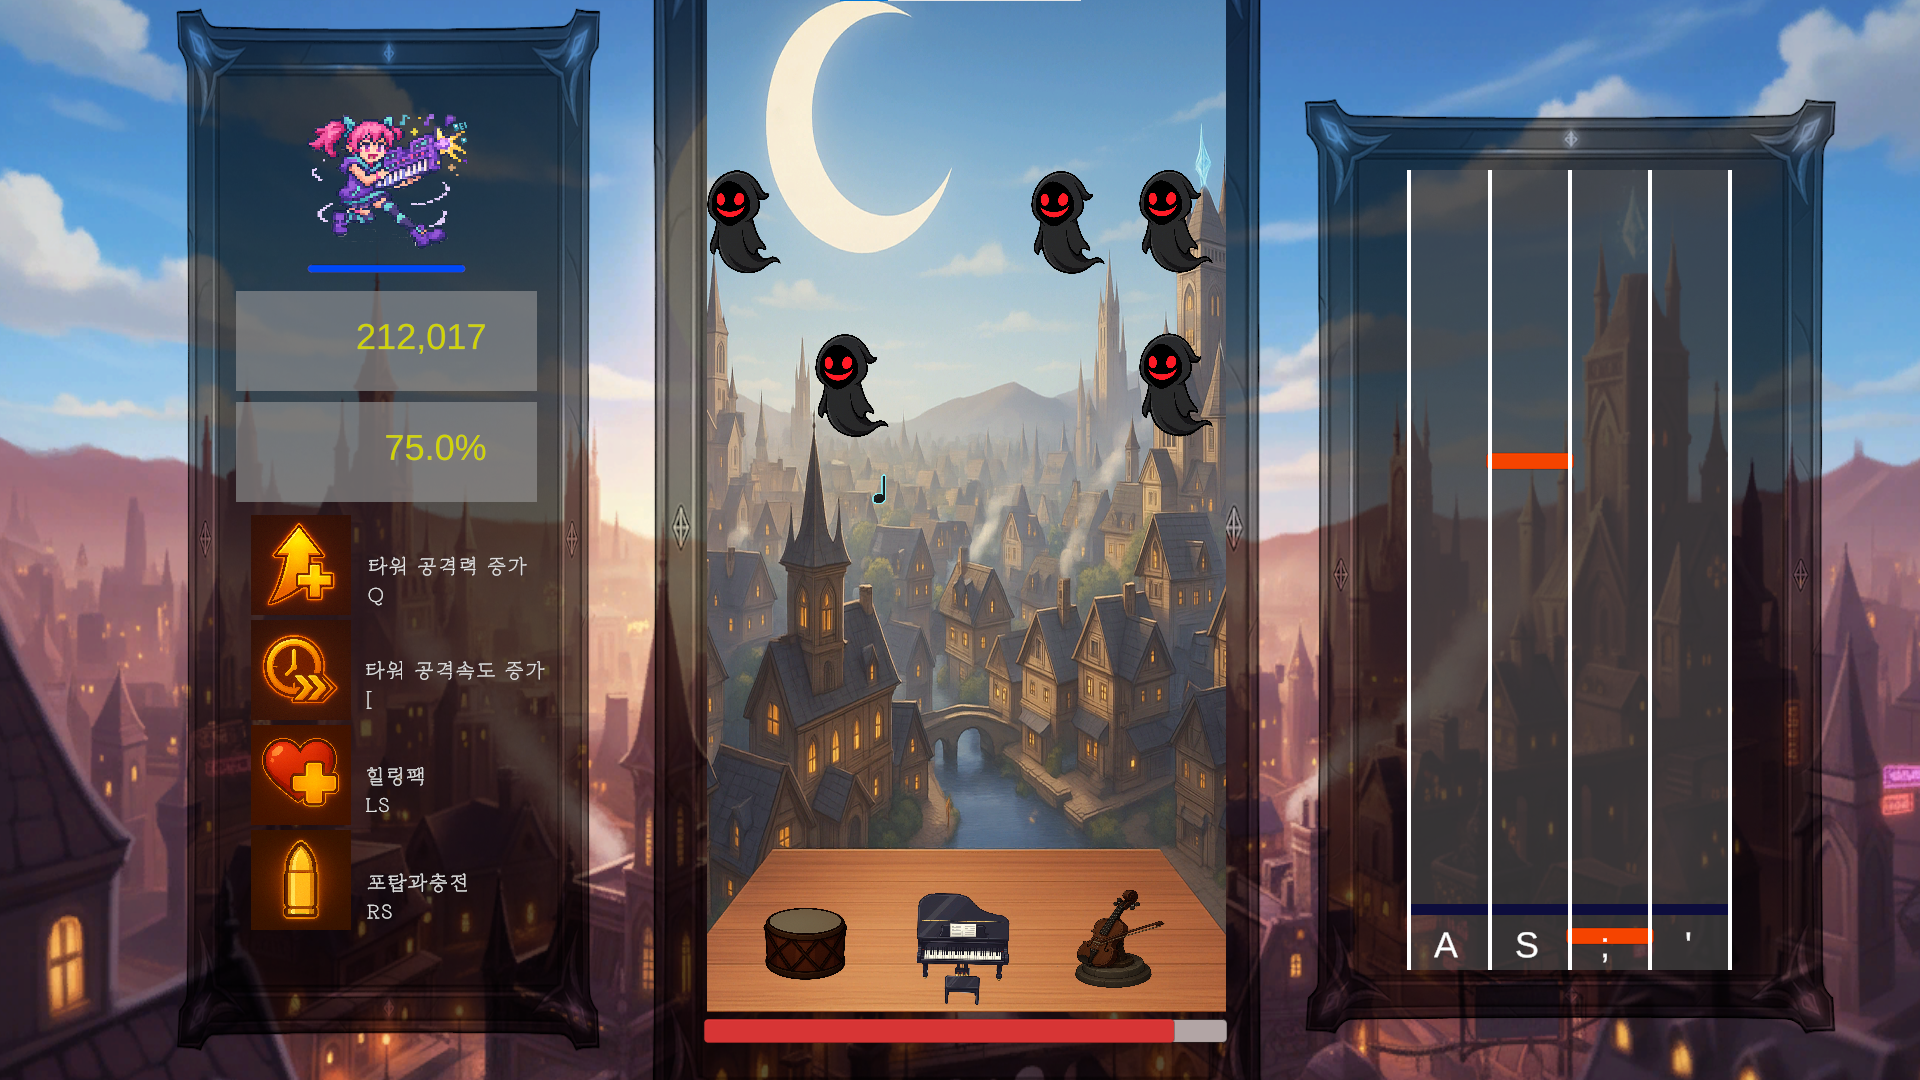 212,017
75.0%
타워 공격력 증가
Q
타워 공격속도 증가
[
힐링팩
LS
포탑과충전
RS
A S ; '